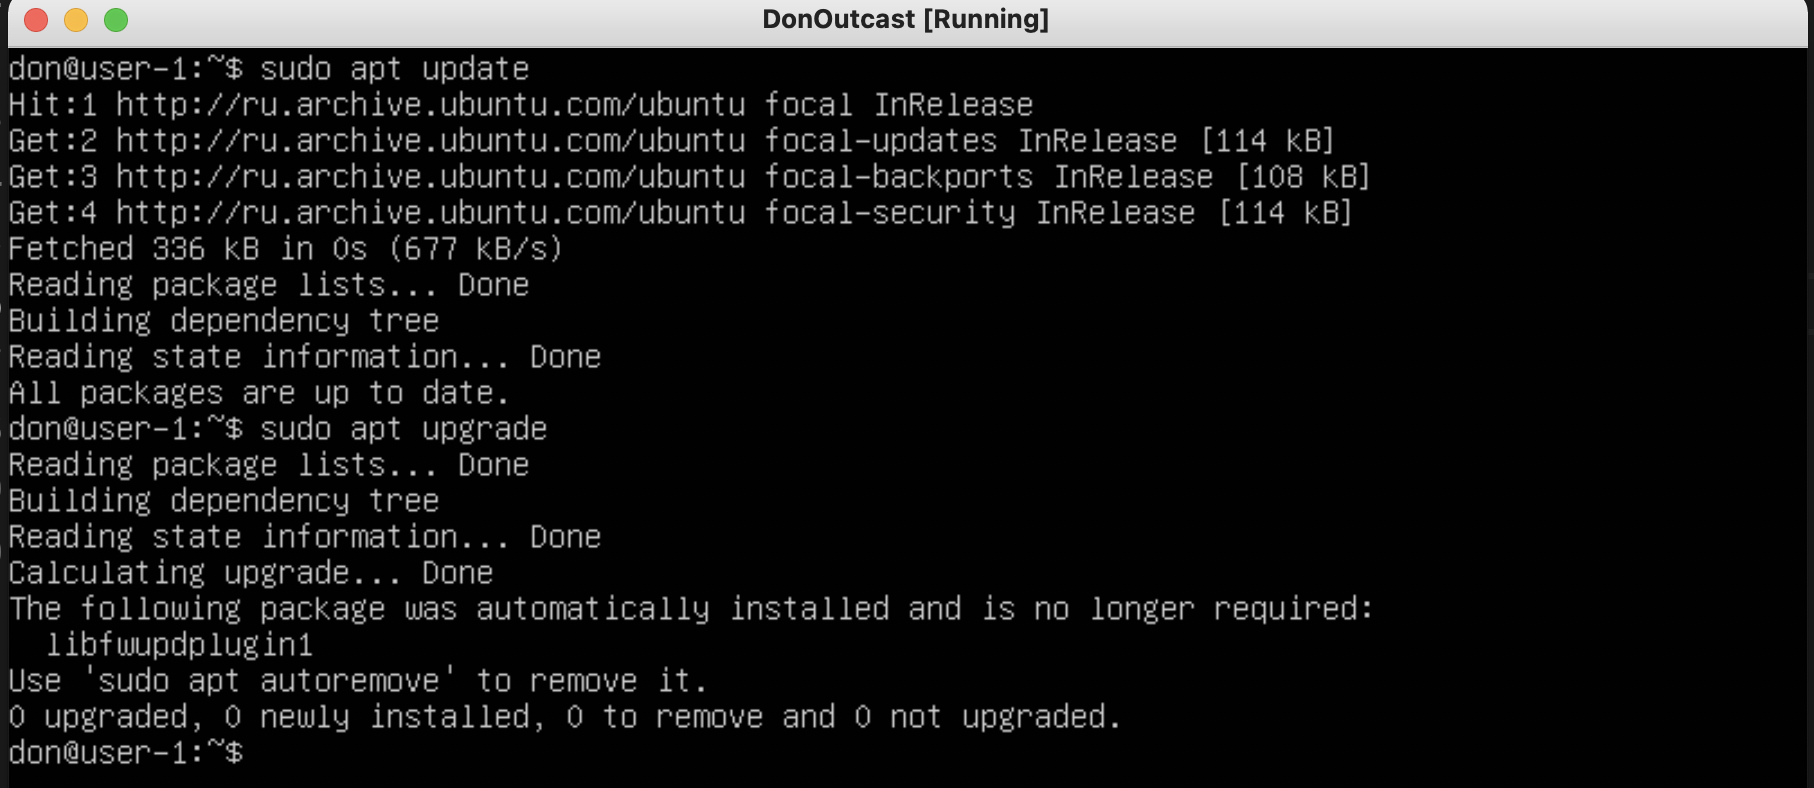 DonOutcast [Running]
don@user-1:~$ sudo apt update
Hit:1 http://ru.archive.ubuntu.com/ubuntu focal InRelease
Get:2 http://ru.archive.ubuntu.com/ubuntu focal-updates InRelease [114 kB]
Get:3 http://ru.archive.ubuntu.com/ubuntu focal-backports InRelease [108 kB]
Get:4 http://ru.archive.ubuntu.com/ubuntu focal-security InRelease [114 kB]
Fetched 336 kB in 0s (677 kB/s)
Reading package lists... Done
Building dependency tree
Reading state information... Done
All packages are up to date.
don@user-1:~$ sudo apt upgrade
Reading package lists... Done
Building dependency tree
Reading state information... Done
Calculating upgrade... Done
The following package was automatically installed and is no longer required:
  libfwupdplugin1
Use 'sudo apt autoremove' to remove it.
0 upgraded, 0 newly installed, 0 to remove and 0 not upgraded.
don@user-1:~$